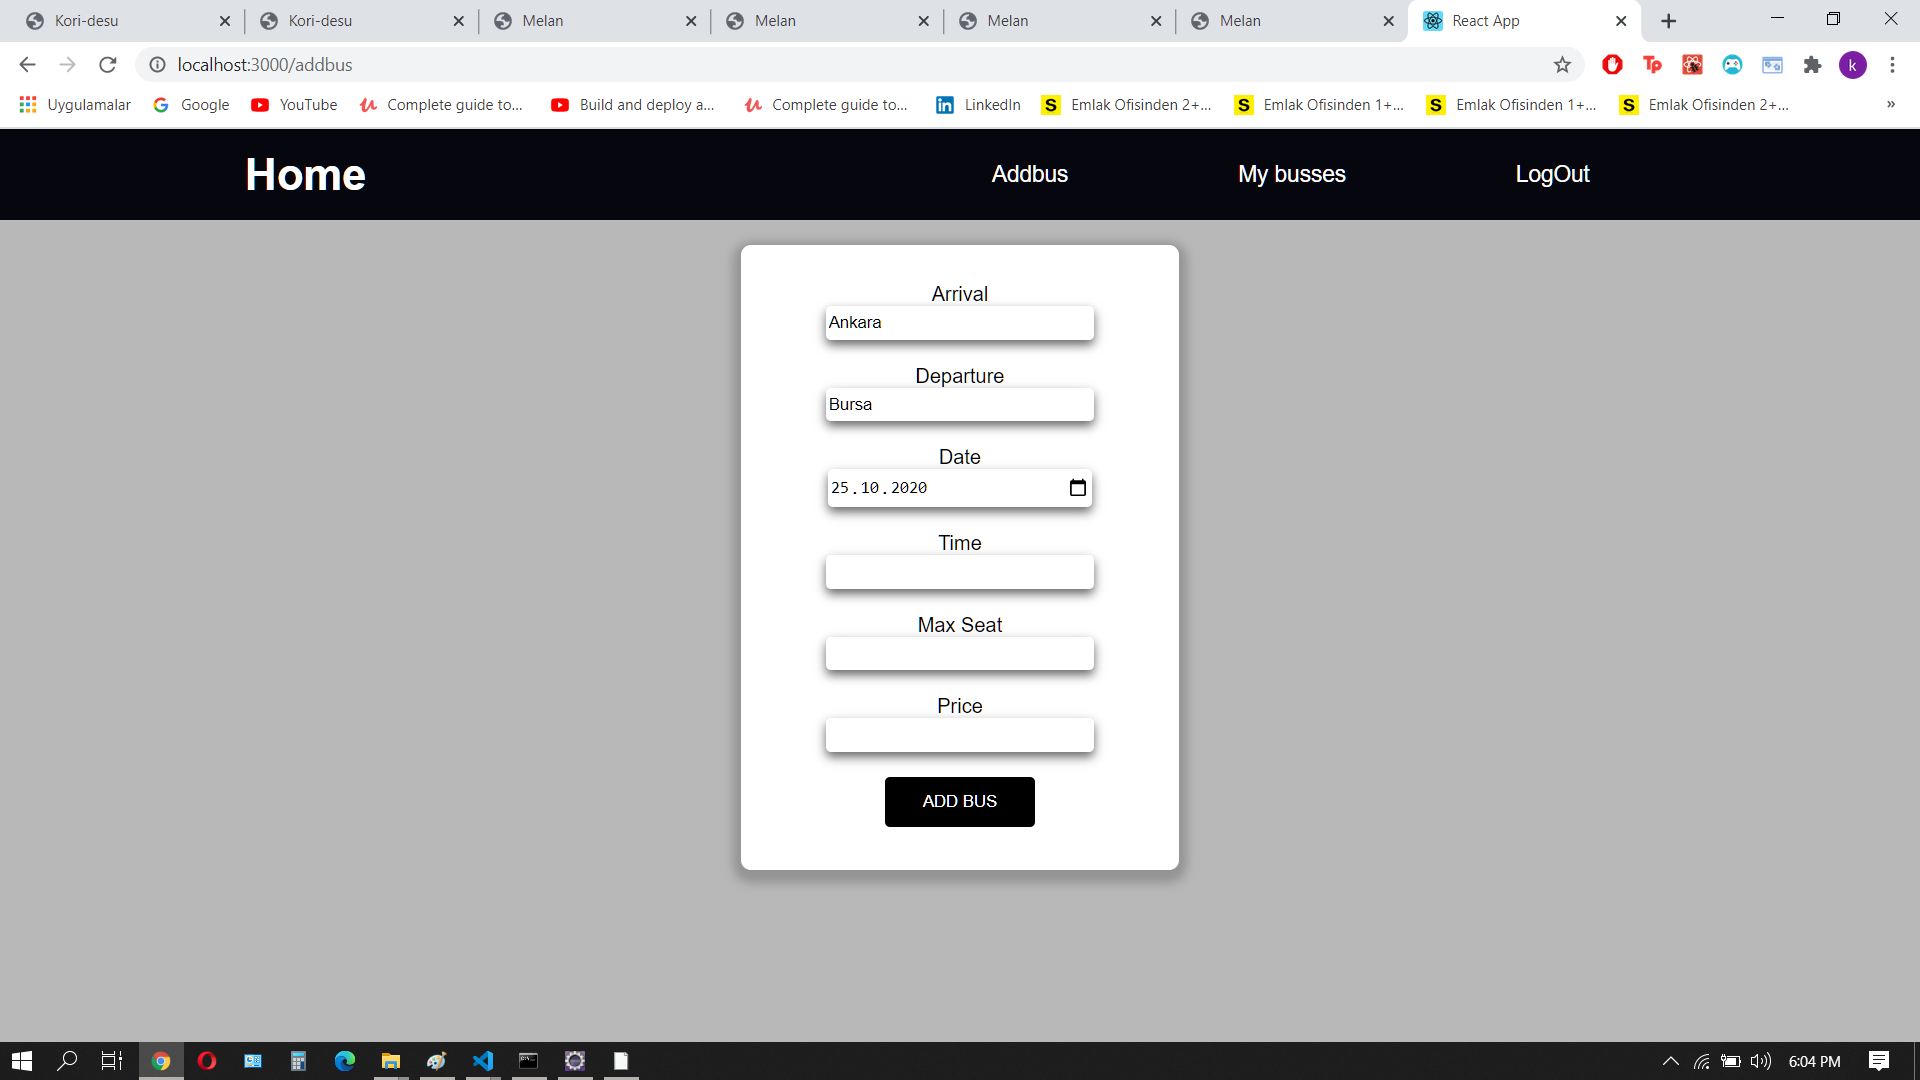 Kori-desu
Kori-desu
Melan
Melan
Melan
Melan
React App
localhost:3000/addbus
Tp
k
Uygulamalar
Google
YouTube
Complete guide to...
Build and deploy a...
Complete guide to...
LinkedIn
Emlak Ofisinden 2+...
Emlak Ofisinden 1+...
Emlak Ofisinden 1+...
Emlak Ofisinden 2+...
Home
Addbus
My busses
LogOut
Arrival
Ankara
Departure
Bursa
Date
25.10.2020
Time
Max Seat
Price
ADD BUS
6:04 PM